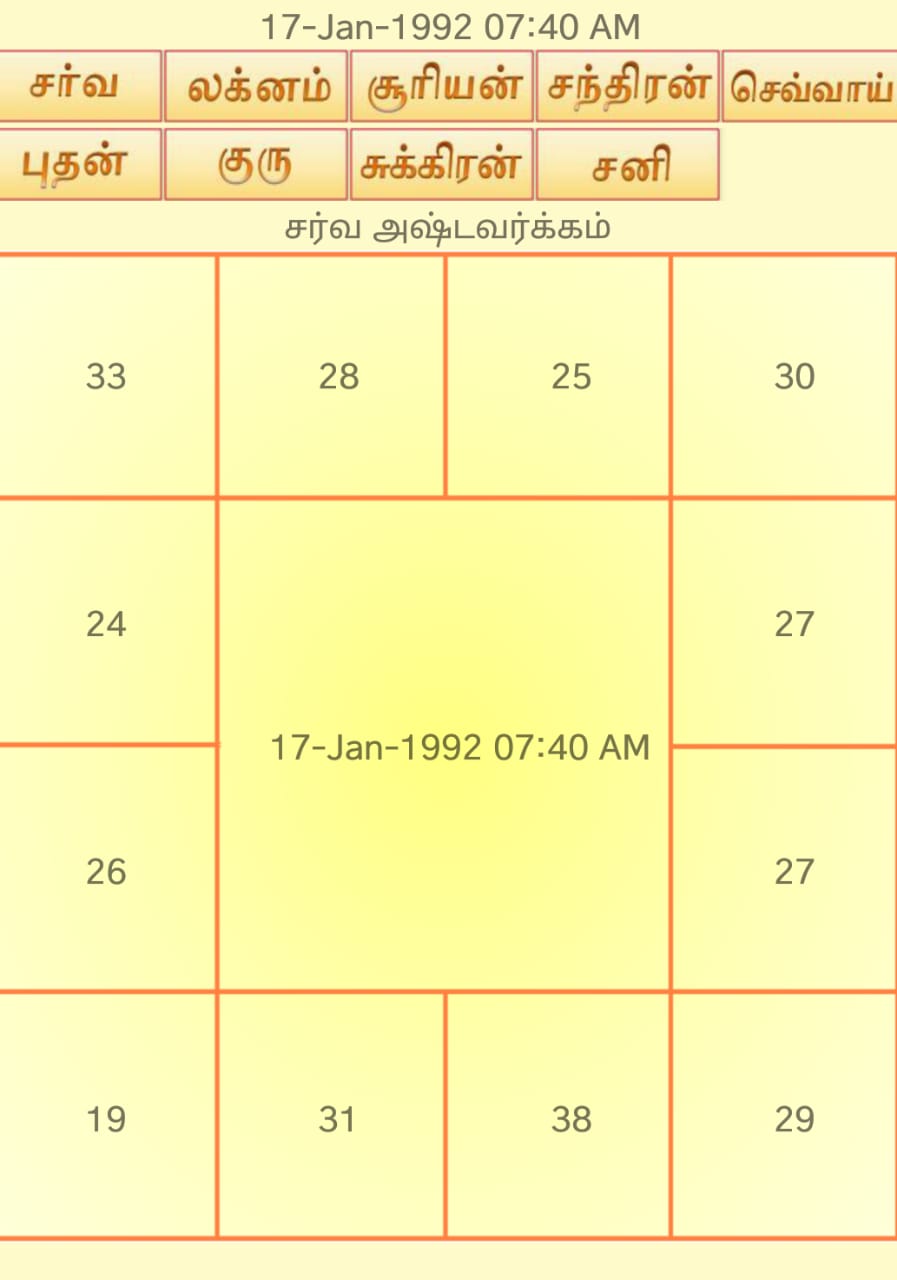 17-Jan-1992 07:40 AM
சர்வ லக்னம் சூரியன் சந்திரன் செவ்வாய்
புதன் குரு சுக்கிரன் சனி
சர்வ அஷ்டவர்க்கம்
33 28 25 30
24 27
17-Jan-1992 07:40 AM
26 27
19 31 38 29